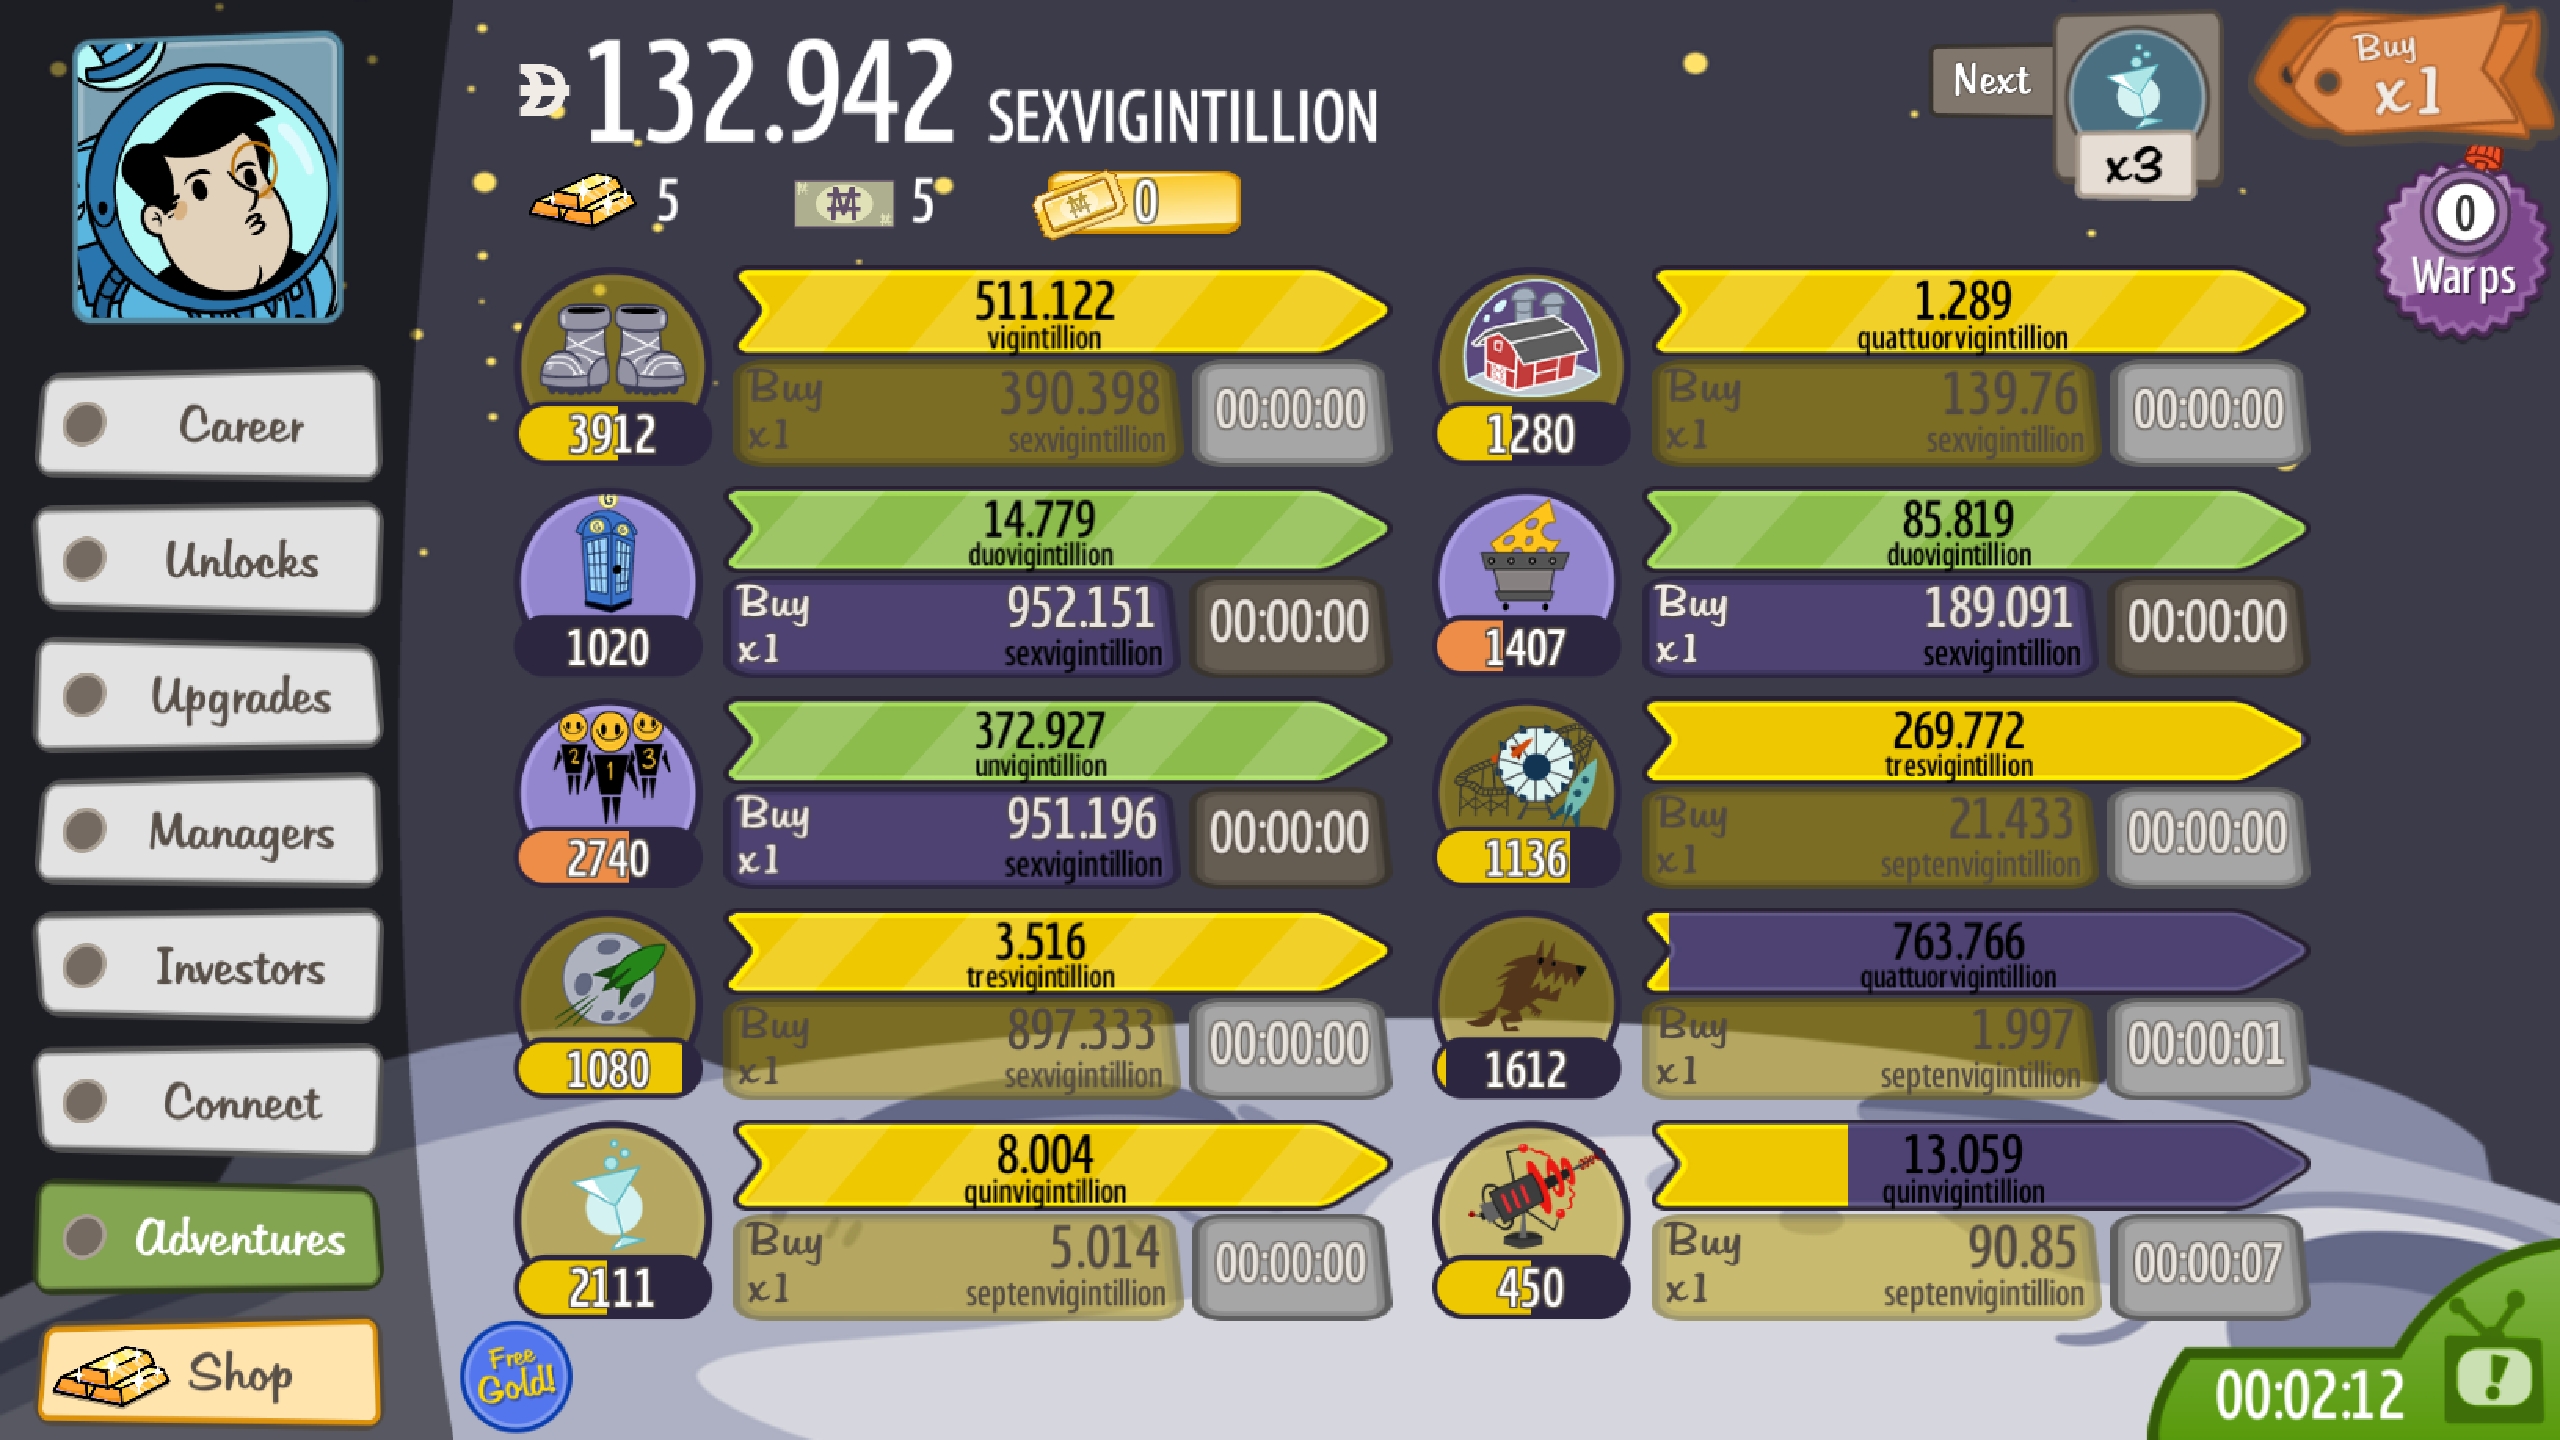 132.942 SEXVIGINTILLION
5 5 0
Next
x3
Buy
x1
0
Warps
Career
Unlocks
Upgrades
Managers
Investors
Connect
Adventures
Shop
511.122
vigintillion
Buy 390.398
x1 sexvigintillion
00:00:00
3912
1.289
quattuorvigintillion
Buy 139.76
x1 sexvigintillion
00:00:00
1280
14.779
duovigintillion
Buy 952.151
x1 sexvigintillion
00:00:00
1020
85.819
duovigintillion
Buy 189.091
x1 sexvigintillion
00:00:00
1407
2 1 3
372.927
unvigintillion
Buy 951.196
x1 sexvigintillion
00:00:00
2740
269.772
tresvigintillion
Buy 21.433
x1 septenvigintillion
00:00:00
1136
3.516
tresvigintillion
Buy 897.333
x1 sexvigintillion
00:00:00
1080
763.766
quattuorvigintillion
Buy 1.997
x1 septenvigintillion
00:00:01
1612
8.004
quinvigintillion
Buy 5.014
x1 septenvigintillion
00:00:00
2111
13.059
quinvigintillion
Buy 90.85
x1 septenvigintillion
00:00:07
450
Free
Gold!
00:02:12
!